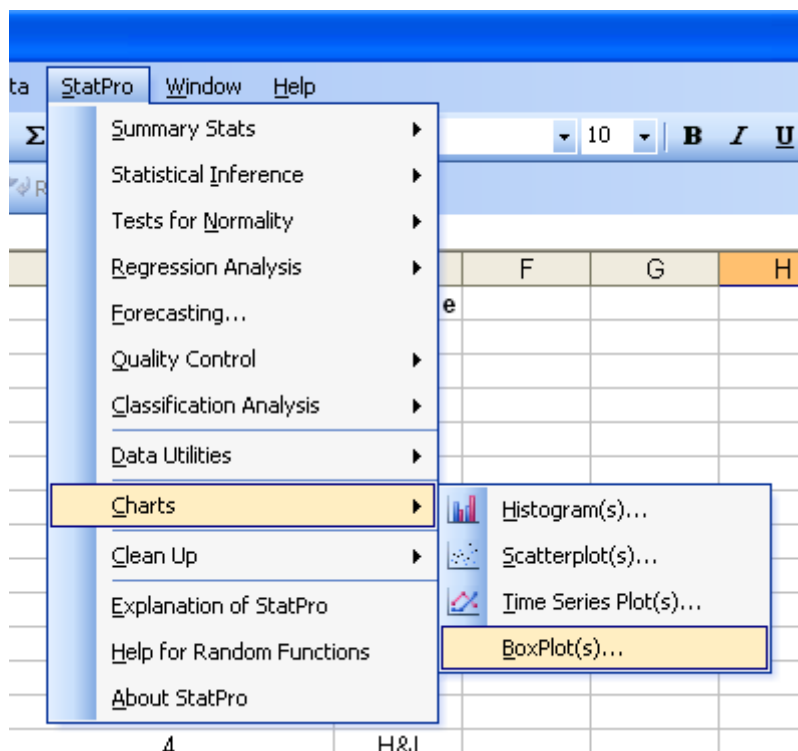 ta StatPro Window Help
Σ 10 B I U
R
F G H
e
Summary Stats
Statistical Inference
Tests for Normality
Regression Analysis
Forecasting...
Quality Control
Classification Analysis
Data Utilities
Charts
Clean Up
Explanation of StatPro
Help for Random Functions
About StatPro
Histogram(s)...
Scatterplot(s)...
Time Series Plot(s)...
BoxPlot(s)...
4